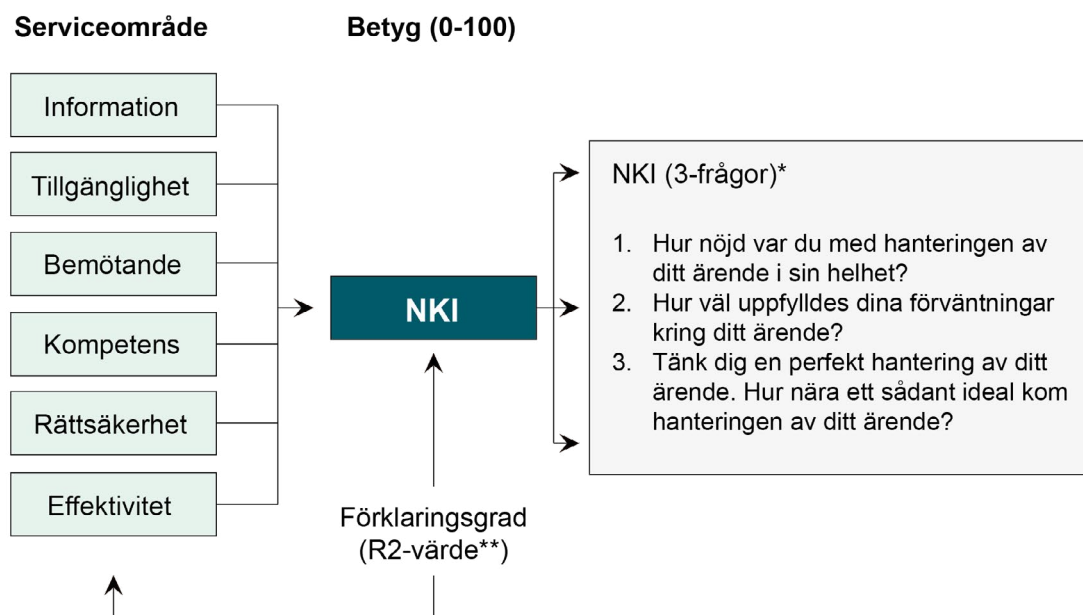 Serviceområde
Betyg (0-100)
Information
Tillgänglighet
Bemötande
Kompetens
Rättsäkerhet
Effektivitet
NKI
Förklaringsgrad
(R2-värde**)
NKI (3-frågor)*
1. Hur nöjd var du med hanteringen av
ditt ärende i sin helhet?
2. Hur väl uppfylldes dina förväntningar
kring ditt ärende?
3. Tänk dig en perfekt hantering av ditt
ärende. Hur nära ett sådant ideal kom
hanteringen av ditt ärende?